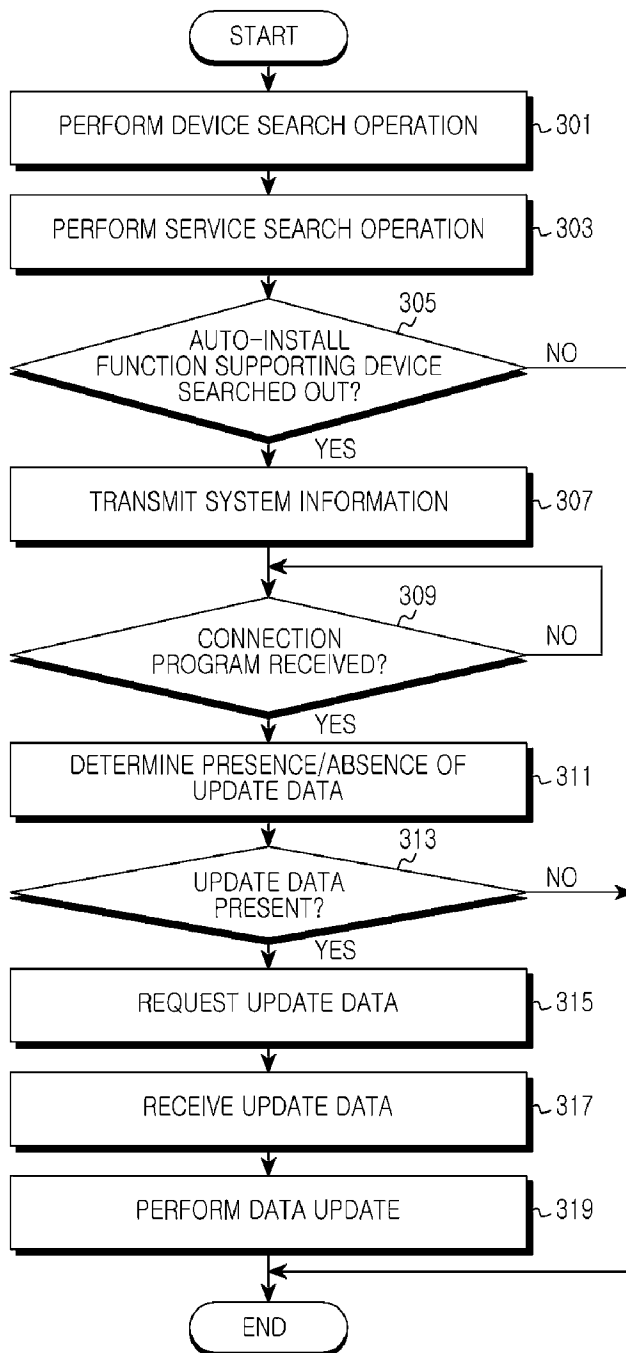 START
PERFORM DEVICE SEARCH OPERATION
301
PERFORM SERVICE SEARCH OPERATION
303
305
AUTO-INSTALL
FUNCTION SUPPORTING DEVICE
SEARCHED OUT?
NO
YES
TRANSMIT SYSTEM INFORMATION
307
309
CONNECTION
PROGRAM RECEIVED?
NO
YES
DETERMINE PRESENCE/ABSENCE OF
UPDATE DATA
311
313
UPDATE DATA
PRESENT?
NO
YES
REQUEST UPDATE DATA
315
RECEIVE UPDATE DATA
317
PERFORM DATA UPDATE
319
END